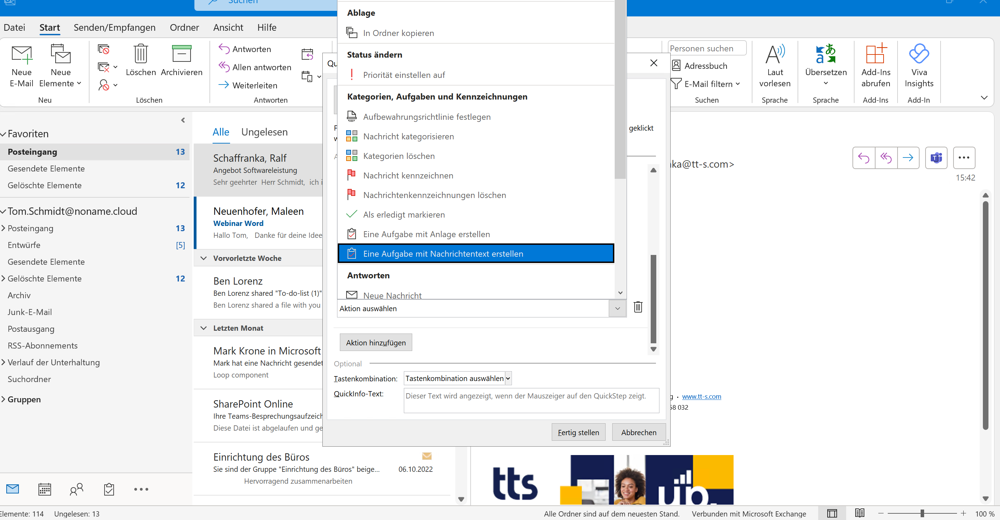 Suchen
Datei
Start
Senden/Empfangen
Ordner
Ansicht
Hilfe
Neue
E-Mail
Neue
Elemente
Neu
Löschen
Archivieren
Löschen
Antworten
Allen antworten
Weiterleiten
Antworten
Personen suchen
Adressbuch
E-Mail filtern
Suchen
Laut
vorlesen
Sprache
Übersetzen
Sprache
Add-Ins
abrufen
Add-Ins
Viva
Insights
Add-In
Favoriten
Posteingang 13
Gesendete Elemente
Gelöschte Elemente 12
Tom.Schmidt@noname.cloud
Posteingang 13
Entwürfe [5]
Gesendete Elemente
Gelöschte Elemente 12
Archiv
Junk-E-Mail
Postausgang
RSS-Abonnements
Verlauf der Unterhaltung
Suchordner
Gruppen
Alle Ungelesen
Schaffranka, Ralf
Angebot Softwareleistung
Sehr geehrter Herr Schmidt, ich i
Neuenhofer, Maleen
Webinar Word
Hallo Tom, Danke für deine Idee
Vorvorletzte Woche
Ben Lorenz
Ben Lorenz shared "To-do-list (1)"
Ben Lorenz shared a file with you
Letzten Monat
Mark Krone in Microsoft
Mark hat eine Nachricht gesendet
Loop component
SharePoint Online
Ihre Teams-Besprechungsaufzeich
Diese Datei ist abgelaufen und ge
Einrichtung des Büros
Sie sind der Gruppe "Einrichtung des Büros" beige... 06.10.2022
Hervorragend zusammenarbeiten
Qu
geklickt
Ablage
In Ordner kopieren
Status ändern
Priorität einstellen auf
Kategorien, Aufgaben und Kennzeichnungen
Aufbewahrungsrichtlinie festlegen
Nachricht kategorisieren
Kategorien löschen
Nachricht kennzeichnen
Nachrichtenkennzeichnungen löschen
Als erledigt markieren
Eine Aufgabe mit Anlage erstellen
Eine Aufgabe mit Nachrichtentext erstellen
Antworten
Neue Nachricht
Aktion auswählen
Aktion hinzufügen
Optional
Tastenkombination: Tastenkombination auswählen
QuickInfo-Text: Dieser Text wird angezeigt, wenn der Mauszeiger auf den QuickStep zeigt.
Fertig stellen
Abbrechen
ka@tt-s.com>
15:42
g · www.tt-s.com
58 032
tts
Elemente: 114 Ungelesen: 13
Alle Ordner sind auf dem neuesten Stand. Verbunden mit Microsoft Exchange
100 %